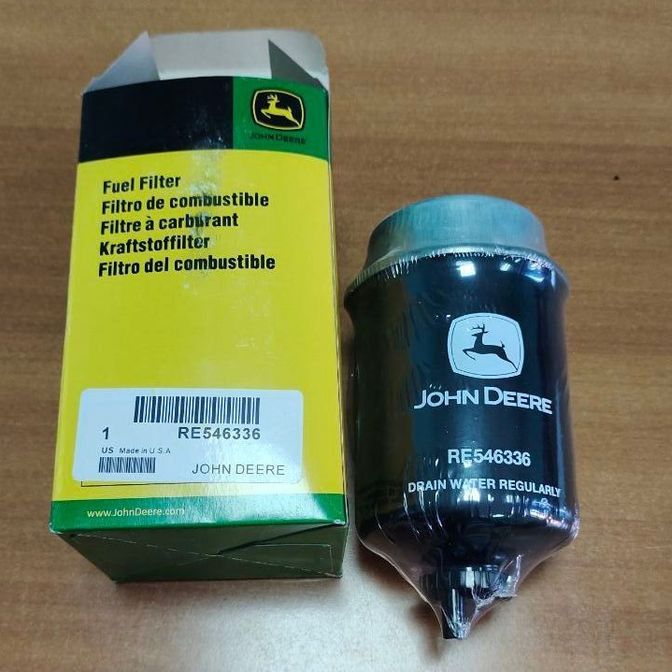 JOHN DEERE
Fuel Filter
Filtro de combustible
Filtre à carburant
Kraftstoffilter
Filtro del combustible
1 RE546336
US Made in U.S.A
JOHN DEERE
www.JohnDeere.com
JOHN DEERE
RE546336
DRAIN WATER REGULARLY